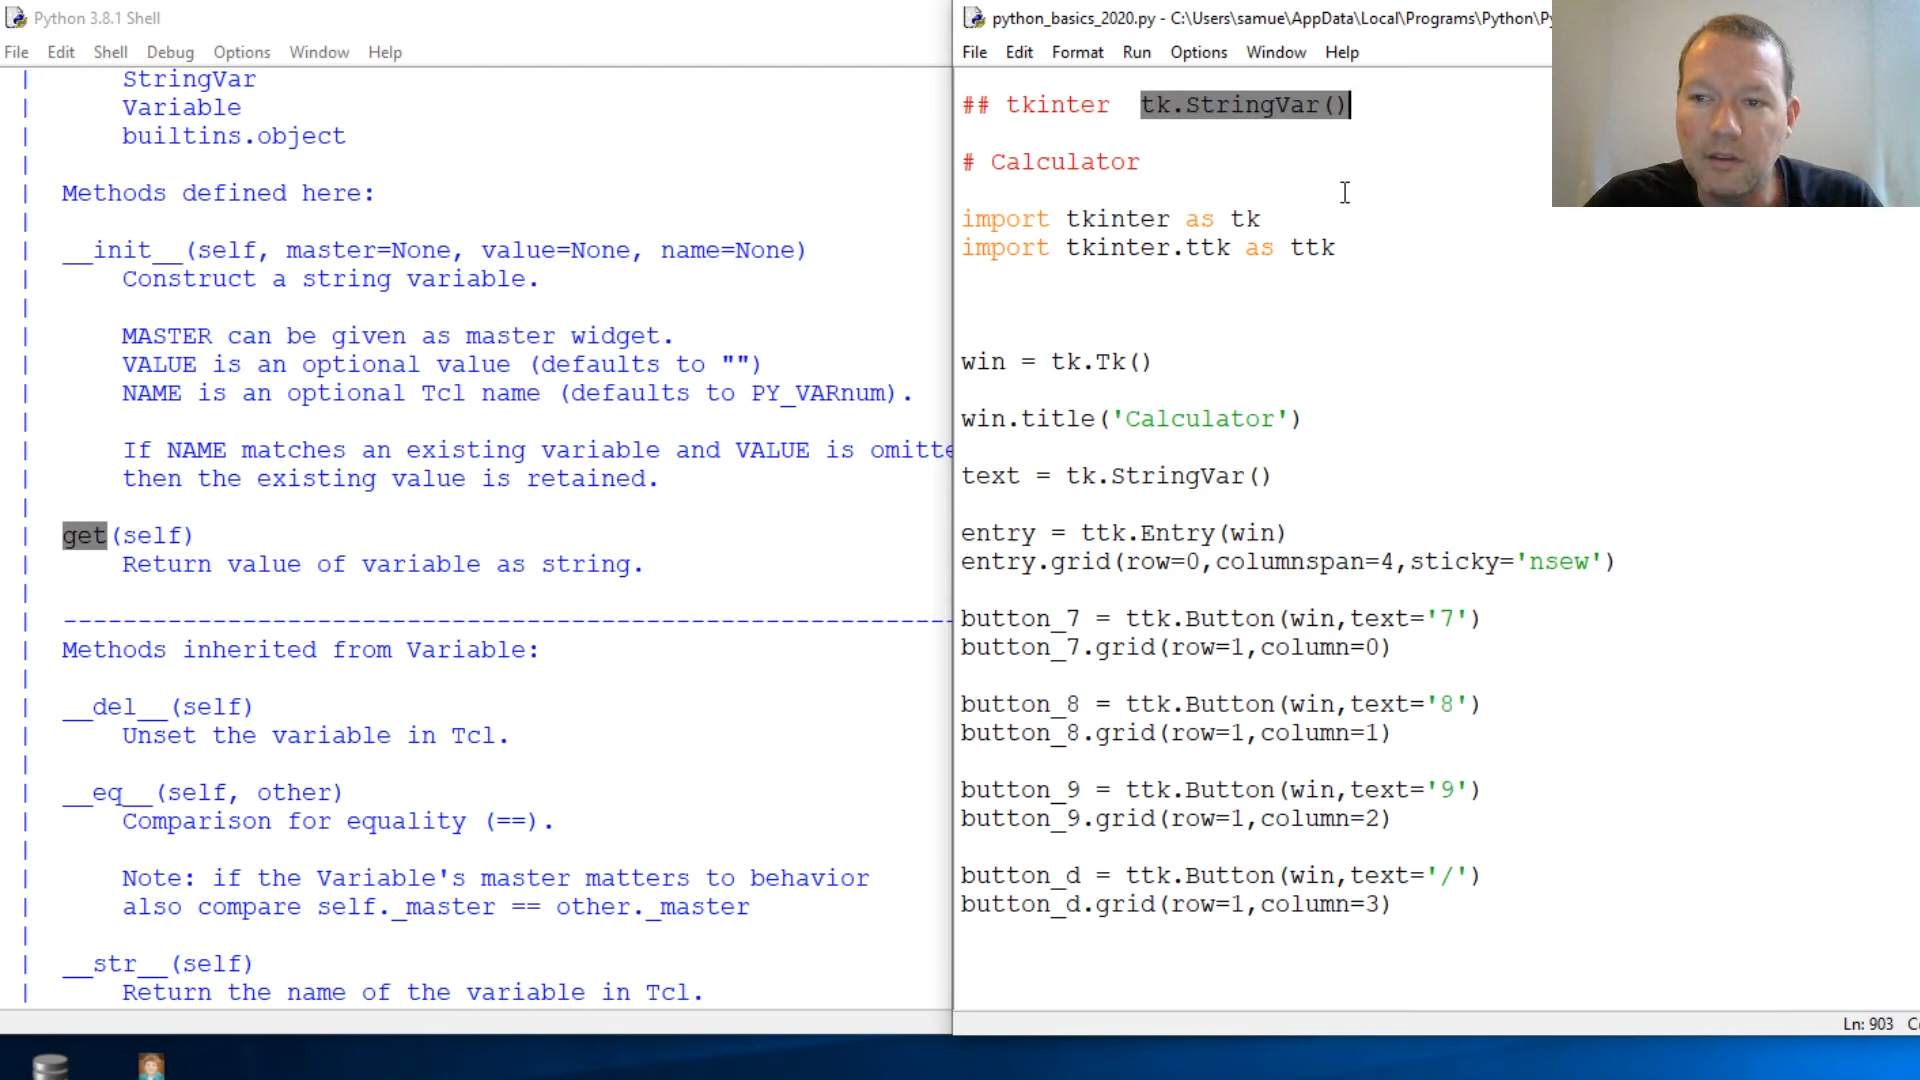 Python 3.8.1 Shell
File Edit Shell Debug Options Window Help
| StringVar
| Variable
| builtins.object
|
| Methods defined here:
|
| __init__(self, master=None, value=None, name=None)
| Construct a string variable.
|
| MASTER can be given as master widget.
| VALUE is an optional value (defaults to "")
| NAME is an optional Tcl name (defaults to PY_VARnum).
|
| If NAME matches an existing variable and VALUE is omitte
| then the existing value is retained.
|
| get(self)
| Return value of variable as string.
|
| ----------------------------------------------------------------------
| Methods inherited from Variable:
|
| __del__(self)
| Unset the variable in Tcl.
|
| __eq__(self, other)
| Comparison for equality (==).
|
| Note: if the Variable's master matters to behavior
| also compare self._master == other._master
|
| __str__(self)
| Return the name of the variable in Tcl.
python_basics_2020.py - C:\Users\samue\AppData\Local\Programs\Python\Py
File Edit Format Run Options Window Help
## tkinter tk.StringVar()
# Calculator
import tkinter as tk
import tkinter.ttk as ttk
win = tk.Tk()
win.title('Calculator')
text = tk.StringVar()
entry = ttk.Entry(win)
entry.grid(row=0,columnspan=4,sticky='nsew')
button_7 = ttk.Button(win,text='7')
button_7.grid(row=1,column=0)
button_8 = ttk.Button(win,text='8')
button_8.grid(row=1,column=1)
button_9 = ttk.Button(win,text='9')
button_9.grid(row=1,column=2)
button_d = ttk.Button(win,text='/')
button_d.grid(row=1,column=3)
Ln: 903 C